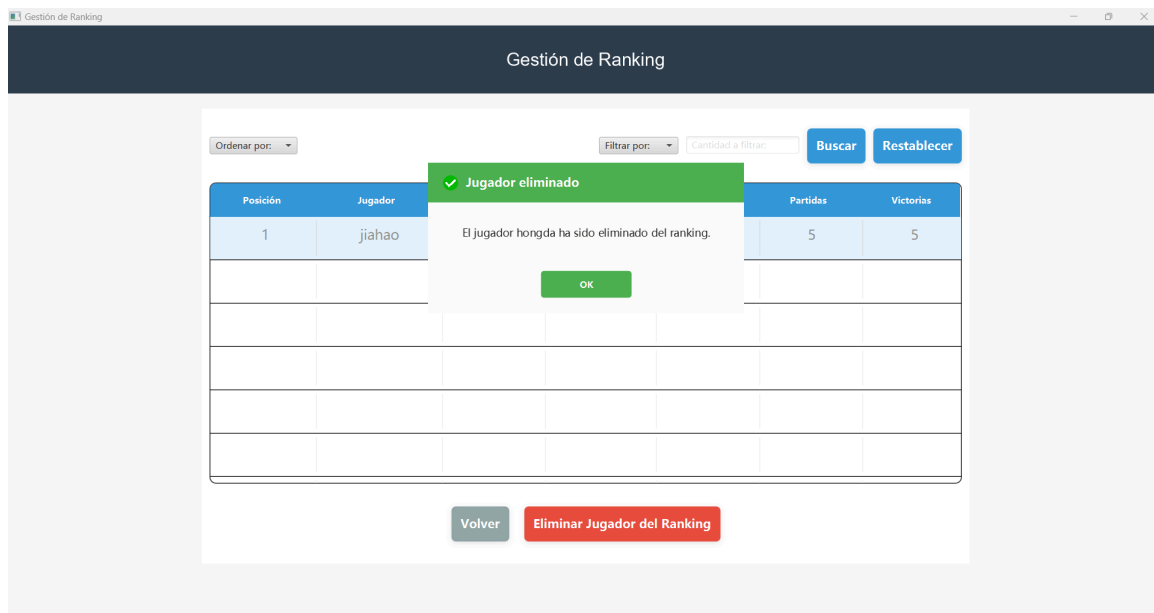 Gestión de Ranking
Gestión de Ranking
Ordenar por: Filtrar por: Cantidad a filtrar: Buscar Restablecer
Jugador eliminado
Posición Jugador Partidas Victorias
El jugador hongda ha sido eliminado del ranking.
1 jiahao 5 5
OK
Volver Eliminar Jugador del Ranking